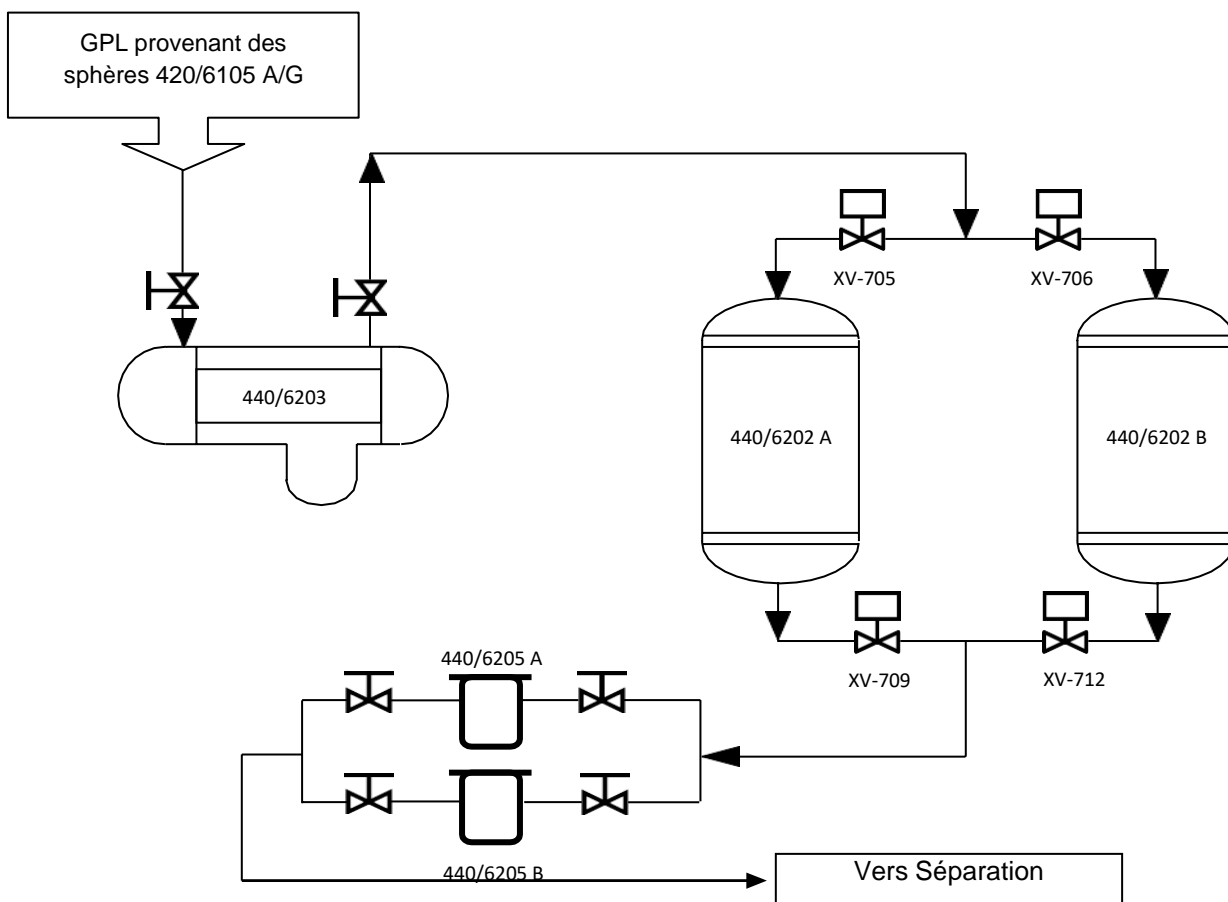 GPL provenant des
sphères 420/6105 A/G
XV-705
XV-706
440/6203
440/6202 A
440/6202 B
440/6205 A
XV-709
XV-712
440/6205 B
Vers Séparation